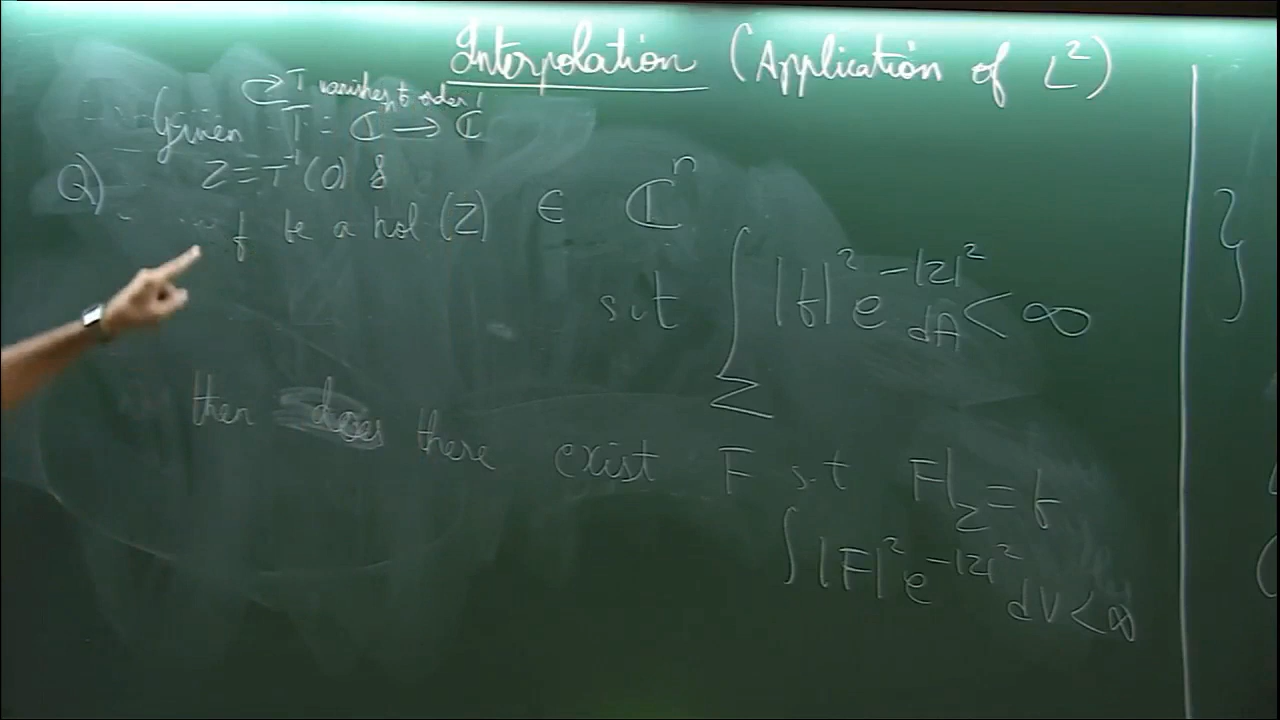 Interpolation (Application of L²)
T vanishes to order 1
Given T = ℂ → ℂ
Q) Z = T⁻¹(0) &
f be a hol (Z) ∈ ℂⁿ
s.t ∫_Z |f|² e^{-|z|²} dA < ∞
then does there exist F s.t F|_Z = f
∫ |F|² e^{-|z|²} dV < ∞
}